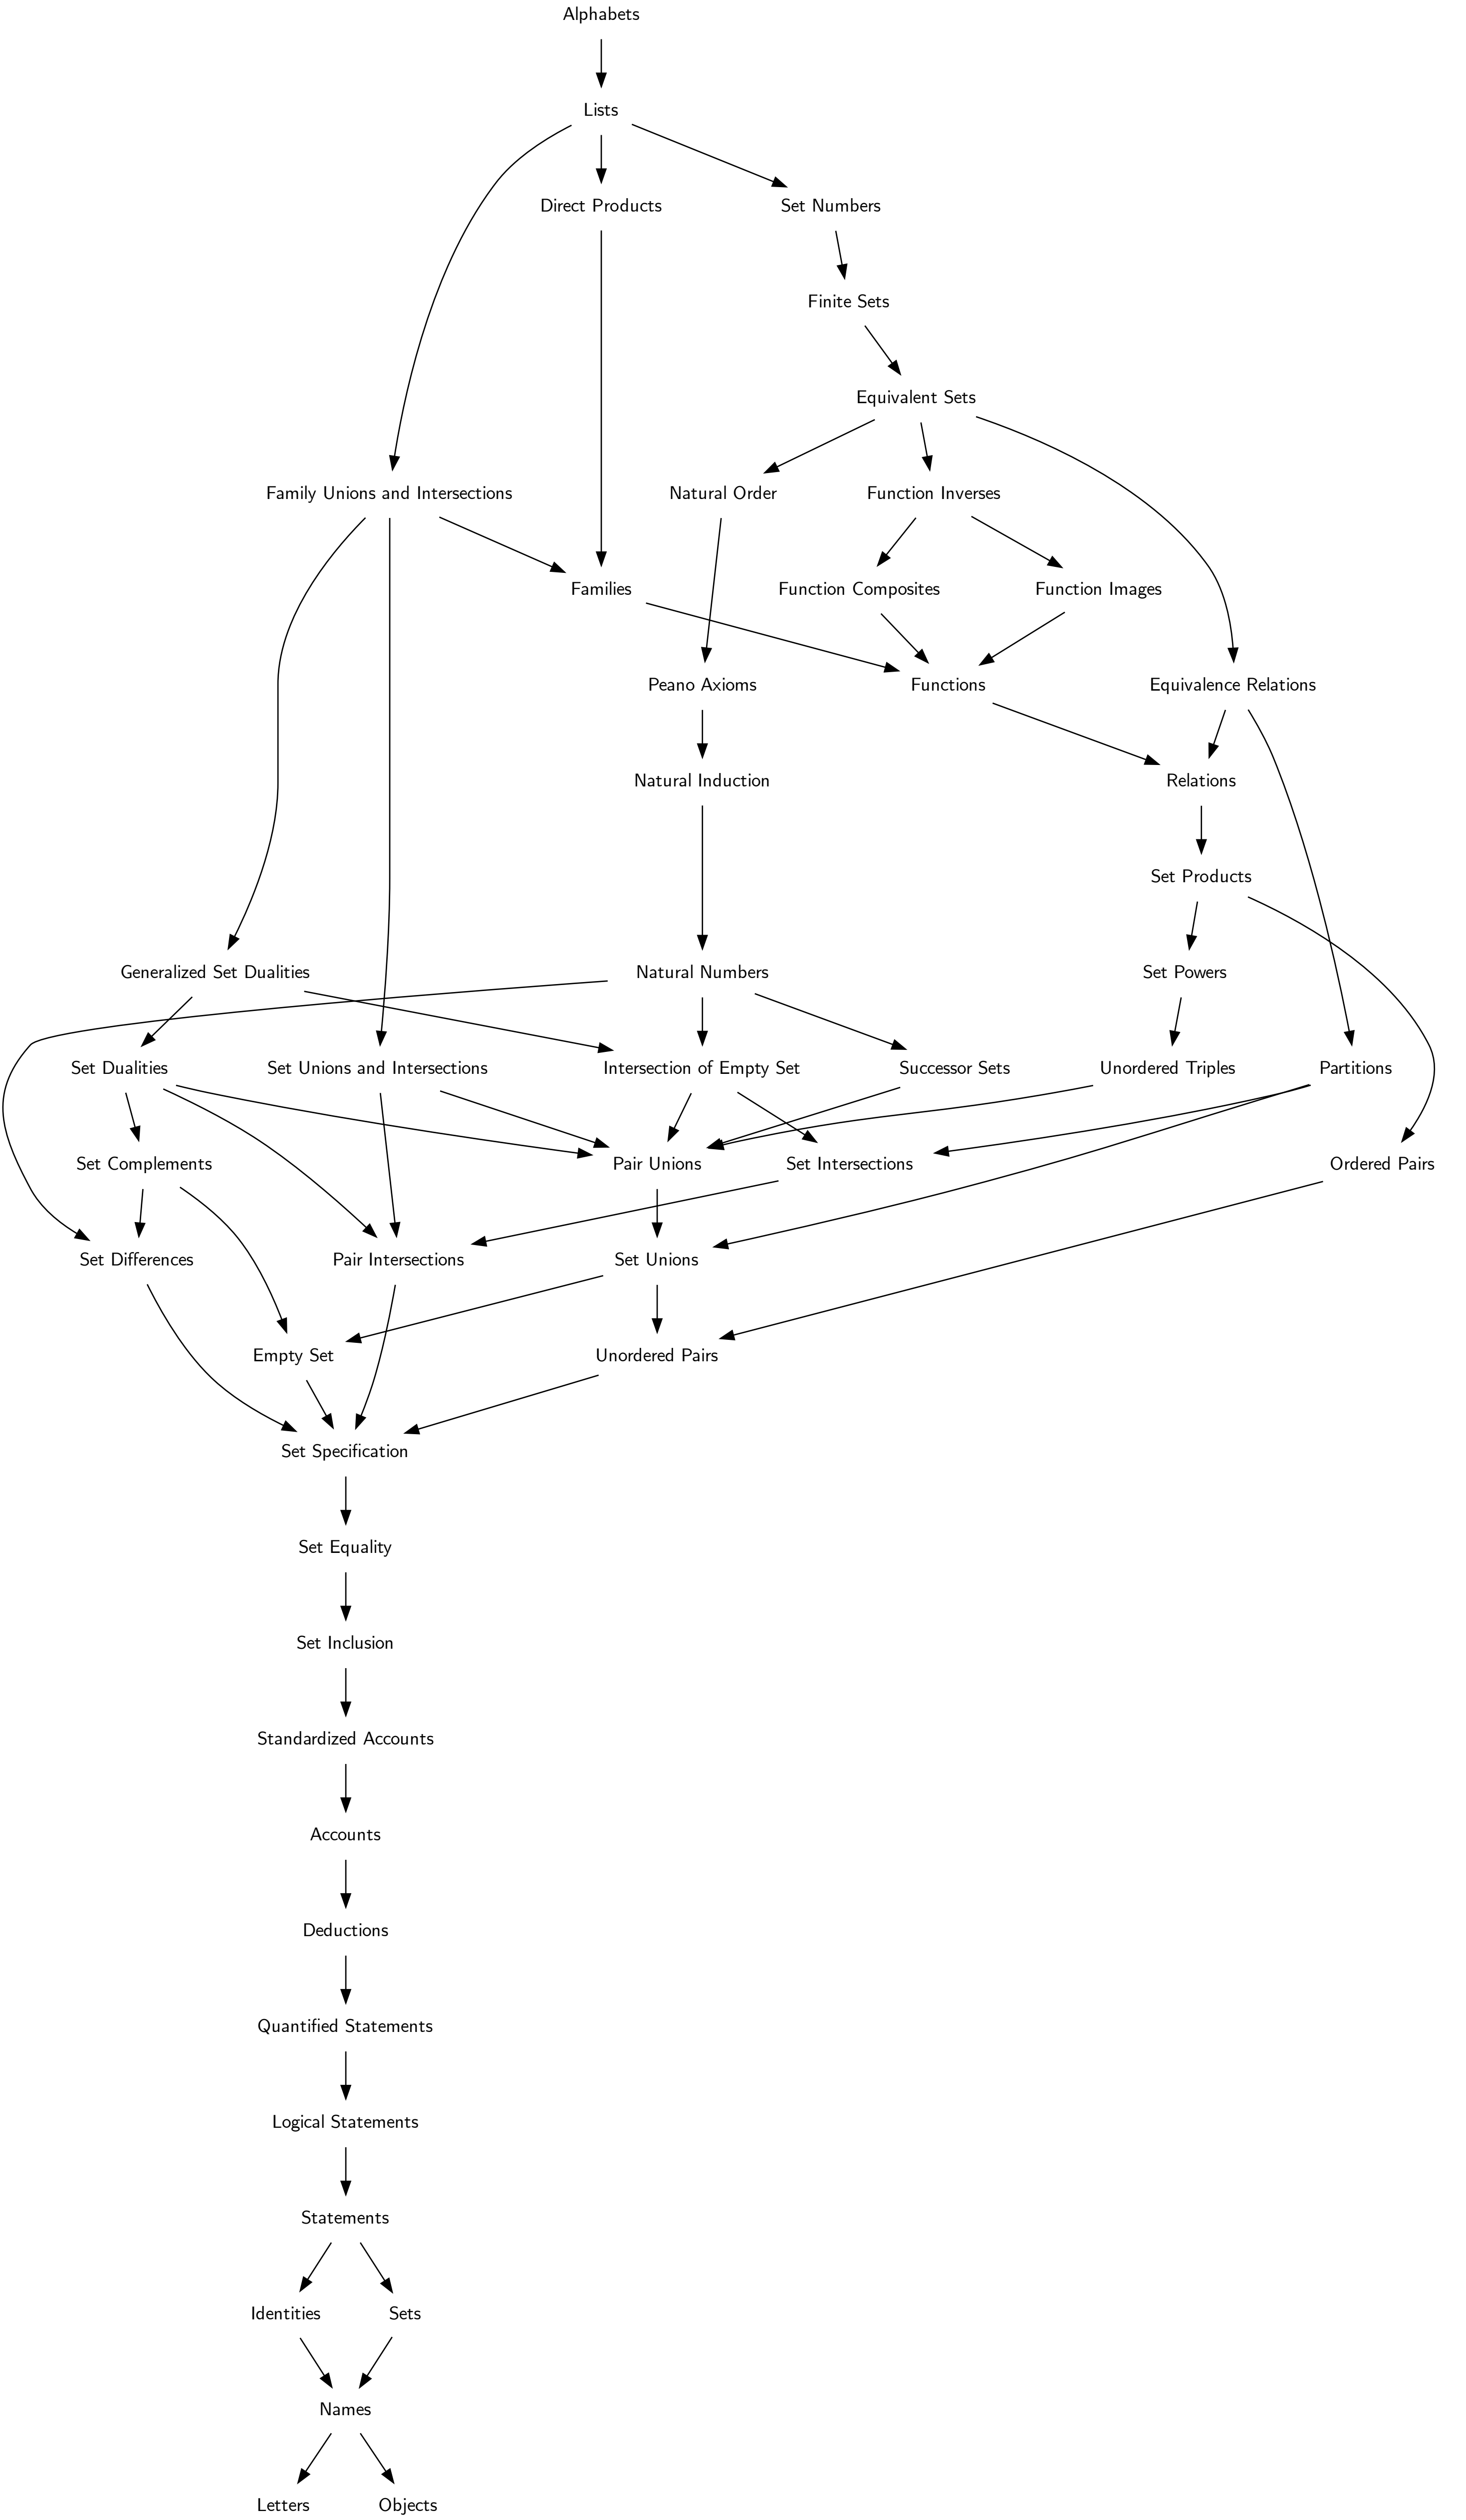 Alphabets
Lists
Direct Products
Set Numbers
Finite Sets
Equivalent Sets
Family Unions and Intersections
Natural Order
Function Inverses
Families
Function Composites
Function Images
Peano Axioms
Functions
Equivalence Relations
Natural Induction
Relations
Set Products
Generalized Set Dualities
Natural Numbers
Set Powers
Set Dualities
Set Unions and Intersections
Intersection of Empty Set
Successor Sets
Unordered Triples
Partitions
Set Complements
Pair Unions
Set Intersections
Ordered Pairs
Set Differences
Pair Intersections
Set Unions
Empty Set
Unordered Pairs
Set Specification
Set Equality
Set Inclusion
Standardized Accounts
Accounts
Deductions
Quantified Statements
Logical Statements
Statements
Identities
Sets
Names
Letters
Objects